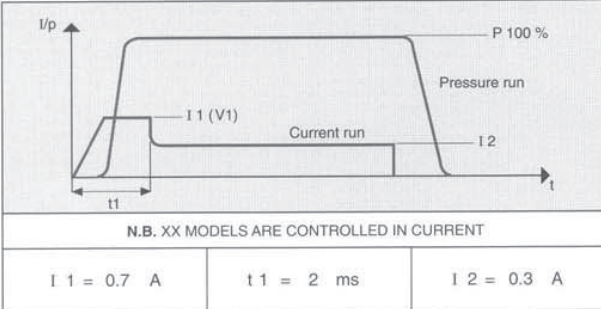 I/p
P 100 %
Pressure run
I 1 (V1)
Current run
I 2
t1
t
N.B. XX MODELS ARE CONTROLLED IN CURRENT
I 1 = 0.7 A
t 1 = 2 ms
I 2 = 0.3 A